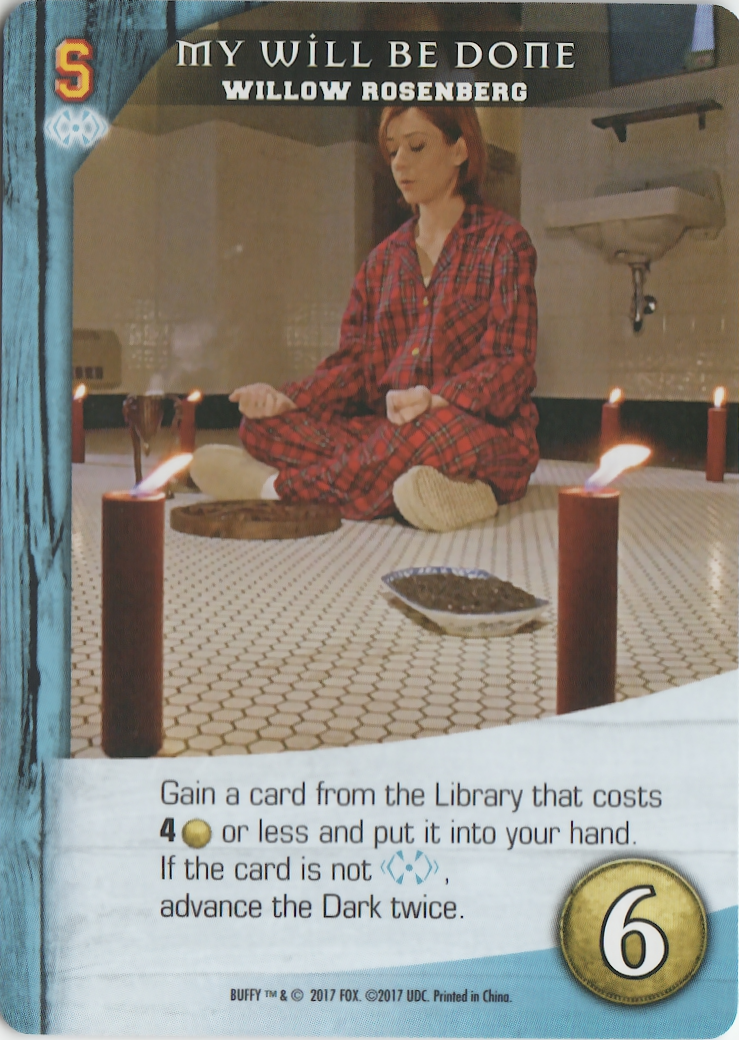 S
MY WILL BE DONE
WILLOW ROSENBERG
Gain a card from the Library that costs
4 or less and put it into your hand.
If the card is not ,
advance the Dark twice.
6
BUFFY ™ & © 2017 FOX. ©2017 UDC. Printed in China.